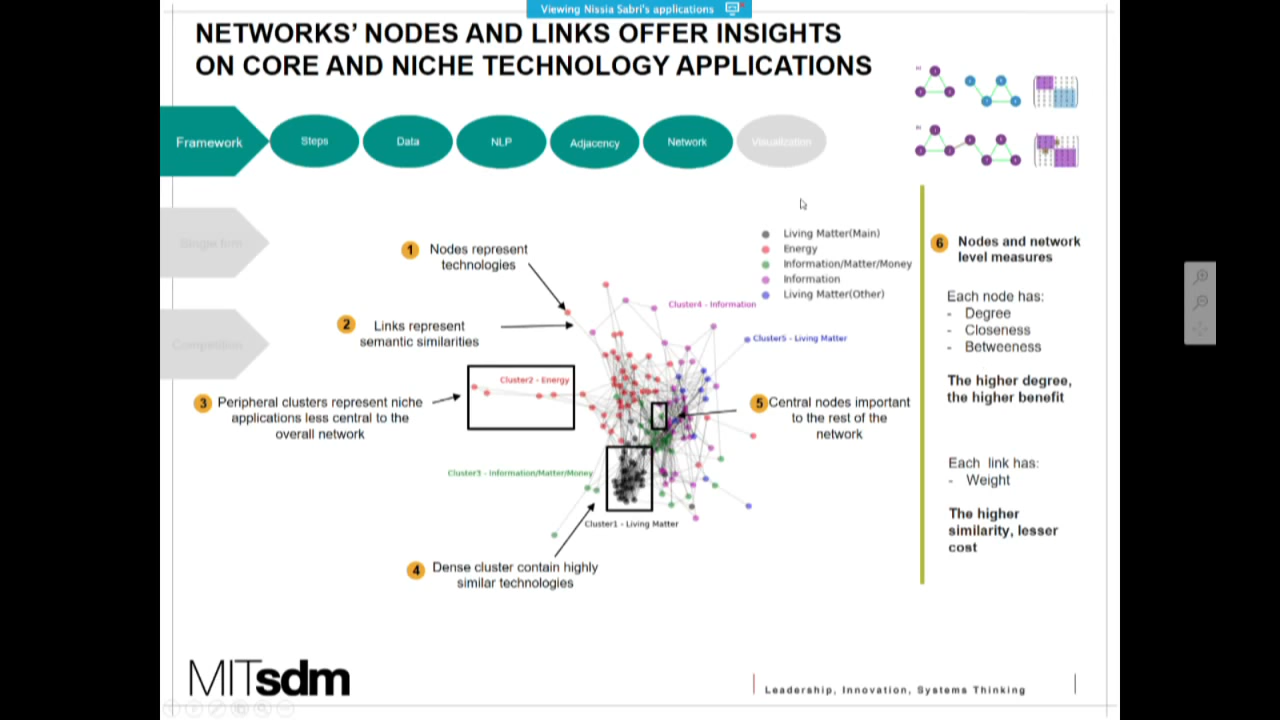 Viewing Nissia Sabri's applications
NETWORKS' NODES AND LINKS OFFER INSIGHTS
ON CORE AND NICHE TECHNOLOGY APPLICATIONS
Framework
Steps
Data
NLP
Adjacency
Network
Visualization
Competition
1
Nodes represent
technologies
2
Links represent
semantic similarities
3
Peripheral clusters represent niche
applications less central to the
overall network
Living Matter(Main)
Energy
Information/Matter/Money
Information
Living Matter(Other)
Cluster4 - Information
Cluster5 - Living Matter
Cluster2 - Energy
Cluster3 - Information/Matter/Money
Cluster1 - Living Matter
5
Central nodes important
to the rest of the
network
4
Dense cluster contain highly
similar technologies
6
Nodes and network
level measures
Each node has:
- Degree
- Closeness
- Betweeness
The higher degree,
the higher benefit
Each link has:
- Weight
The higher
similarity, lesser
cost
MITsdm
Leadership, Innovation, Systems Thinking